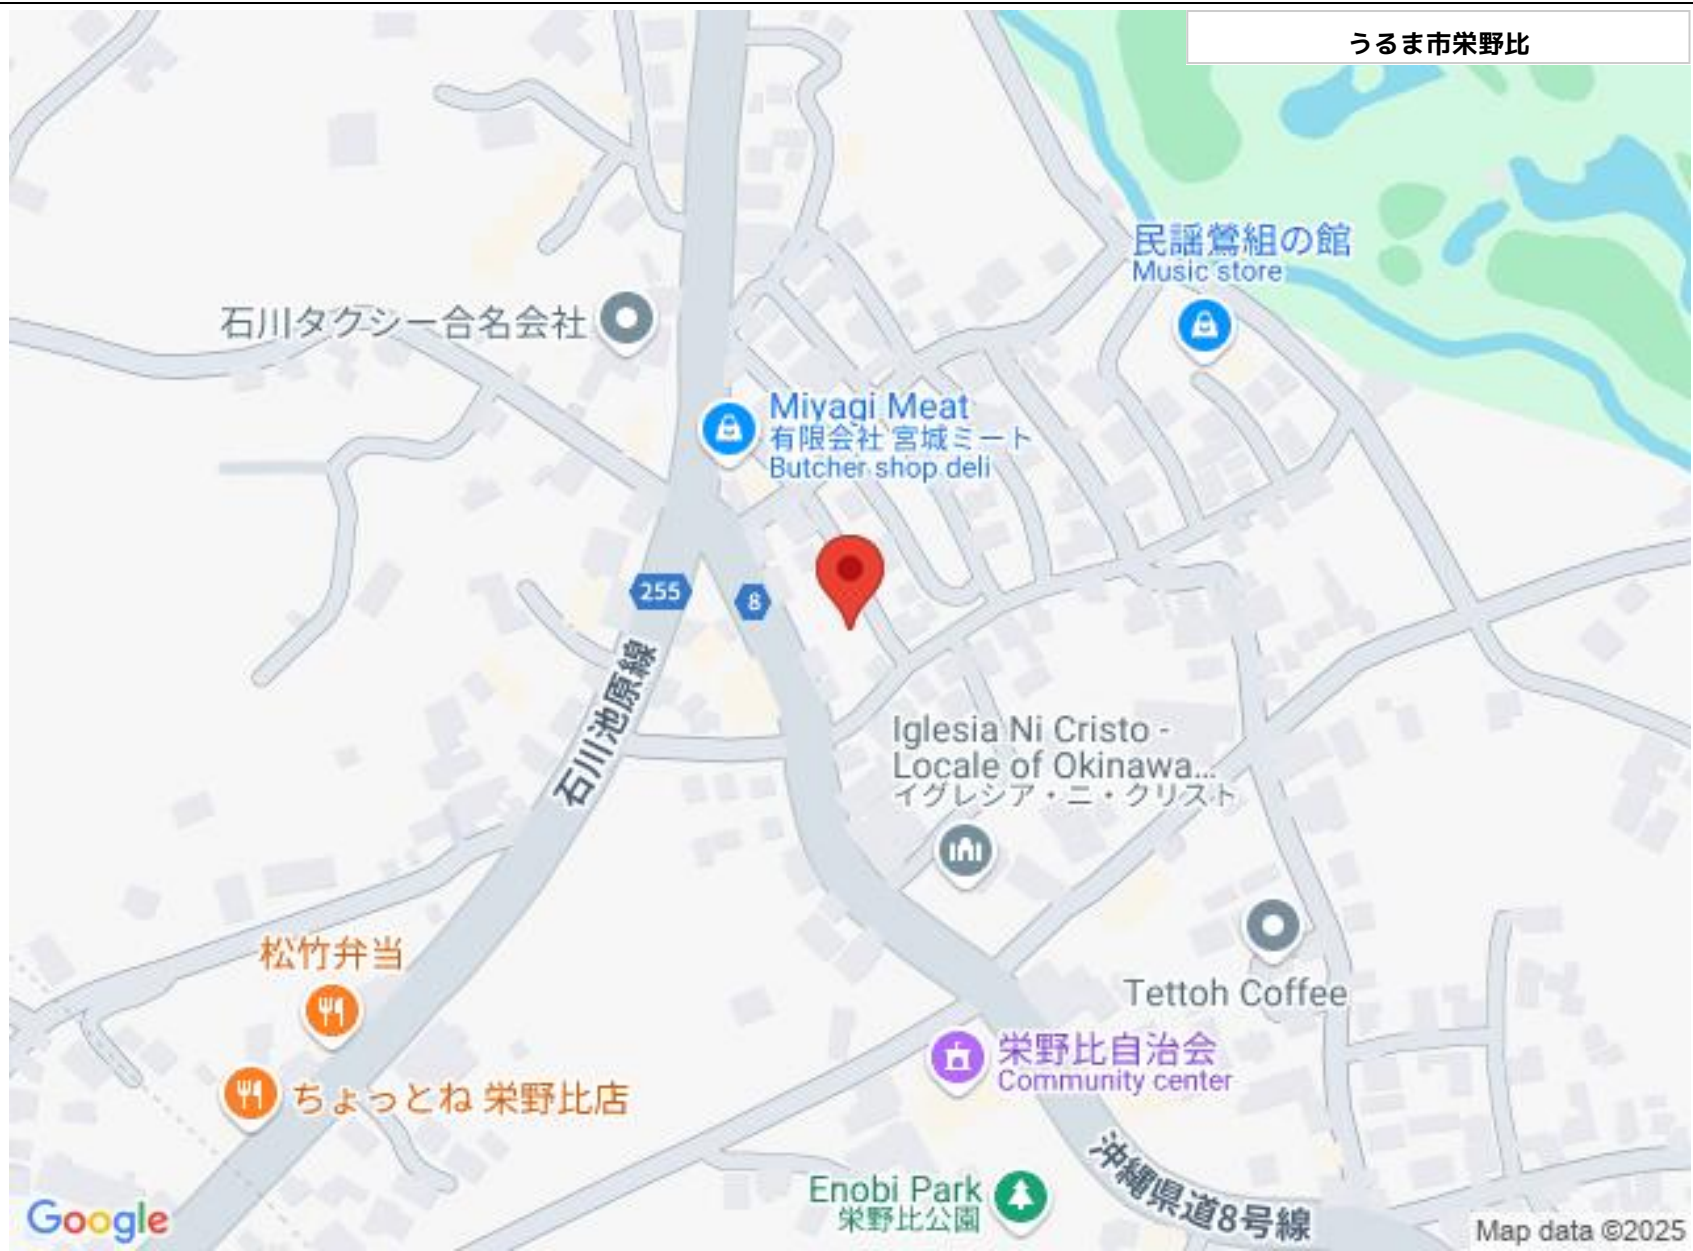 うるま市栄野比
民謡鶯組の館
Music store
石川タクシー合名会社
Miyagi Meat
有限会社 宮城ミート
Butcher shop deli
255
8
石川池原線
Iglesia Ni Cristo -
Locale of Okinawa...
イグレシア・ニ・クリスト
松竹弁当
Tettoh Coffee
栄野比自治会
Community center
ちょっとね 栄野比店
沖縄県道8号線
Enobi Park
栄野比公園
Google
Map data ©2025